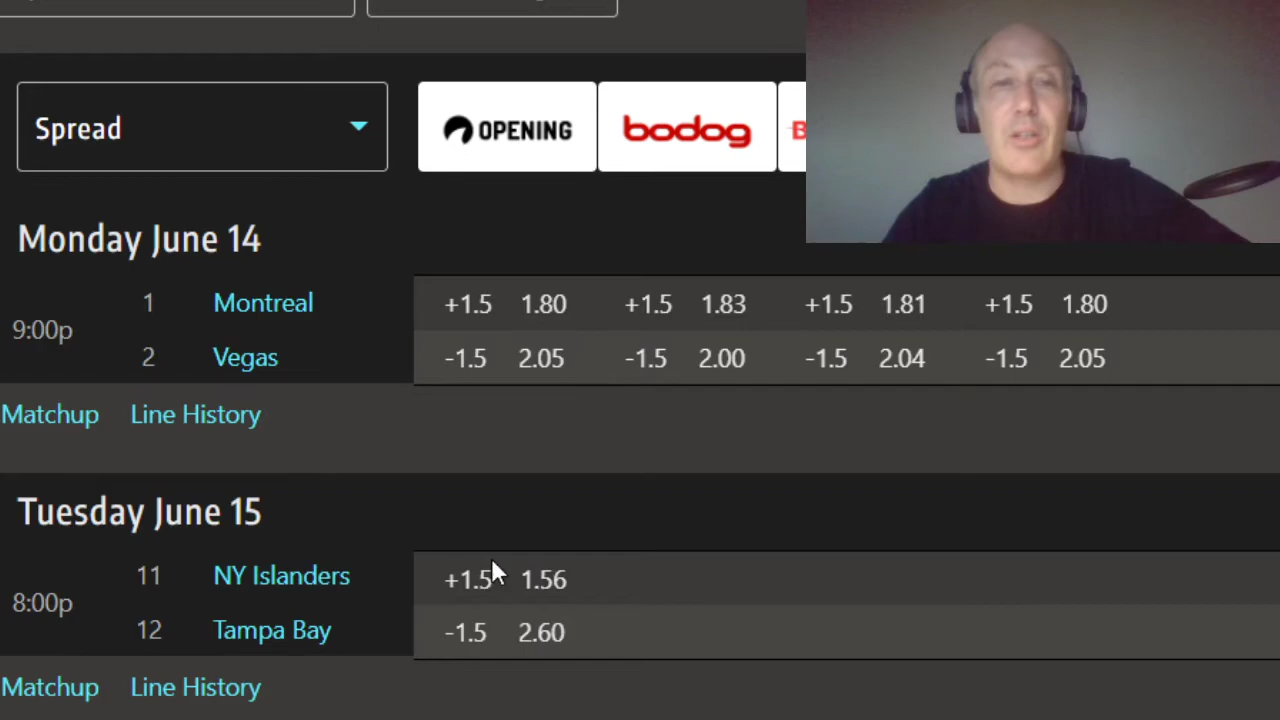 Spread OPENING bodog B
Monday June 14
1 Montreal +1.5 1.80 +1.5 1.83 +1.5 1.81 +1.5 1.80
9:00p
2 Vegas -1.5 2.05 -1.5 2.00 -1.5 2.04 -1.5 2.05
Matchup Line History
Tuesday June 15
11 NY Islanders +1.5 1.56
8:00p
12 Tampa Bay -1.5 2.60
Matchup Line History